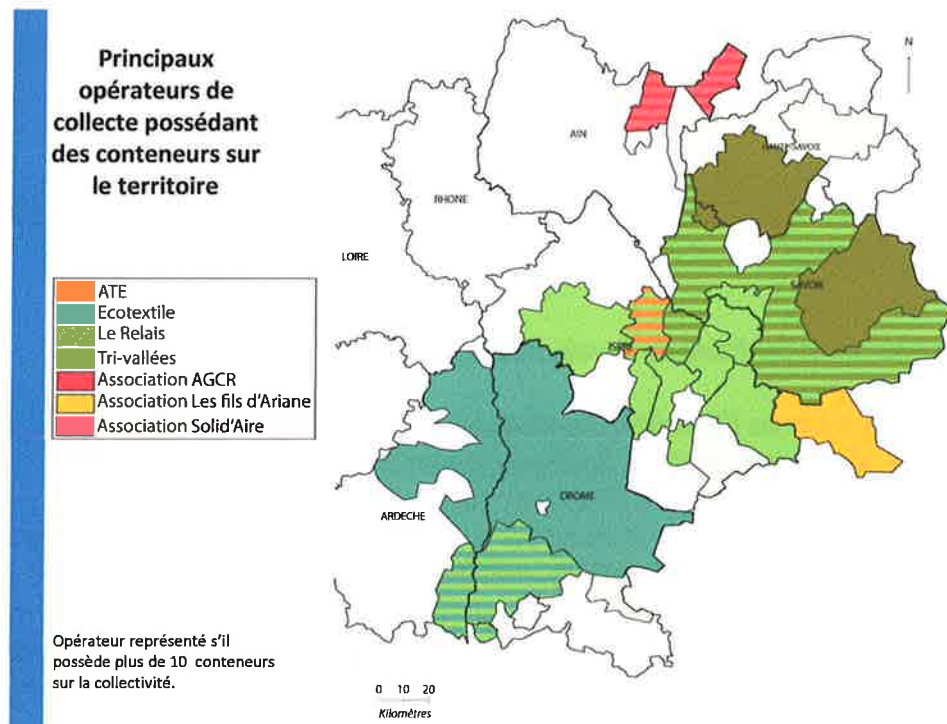 Principaux
opérateurs de
collecte possédant
des conteneurs sur
le territoire
ATE
Ecotextile
Le Relais
Tri-vallées
Association AGCR
Association Les fils d'Ariane
Association Solid'Aire
Opérateur représenté s'il
possède plus de 10 conteneurs
sur la collectivité.
N
AIN
RHONE
LOIRE
SAVOIE
DROME
ARDECHE
0 10 20
Kilomètres